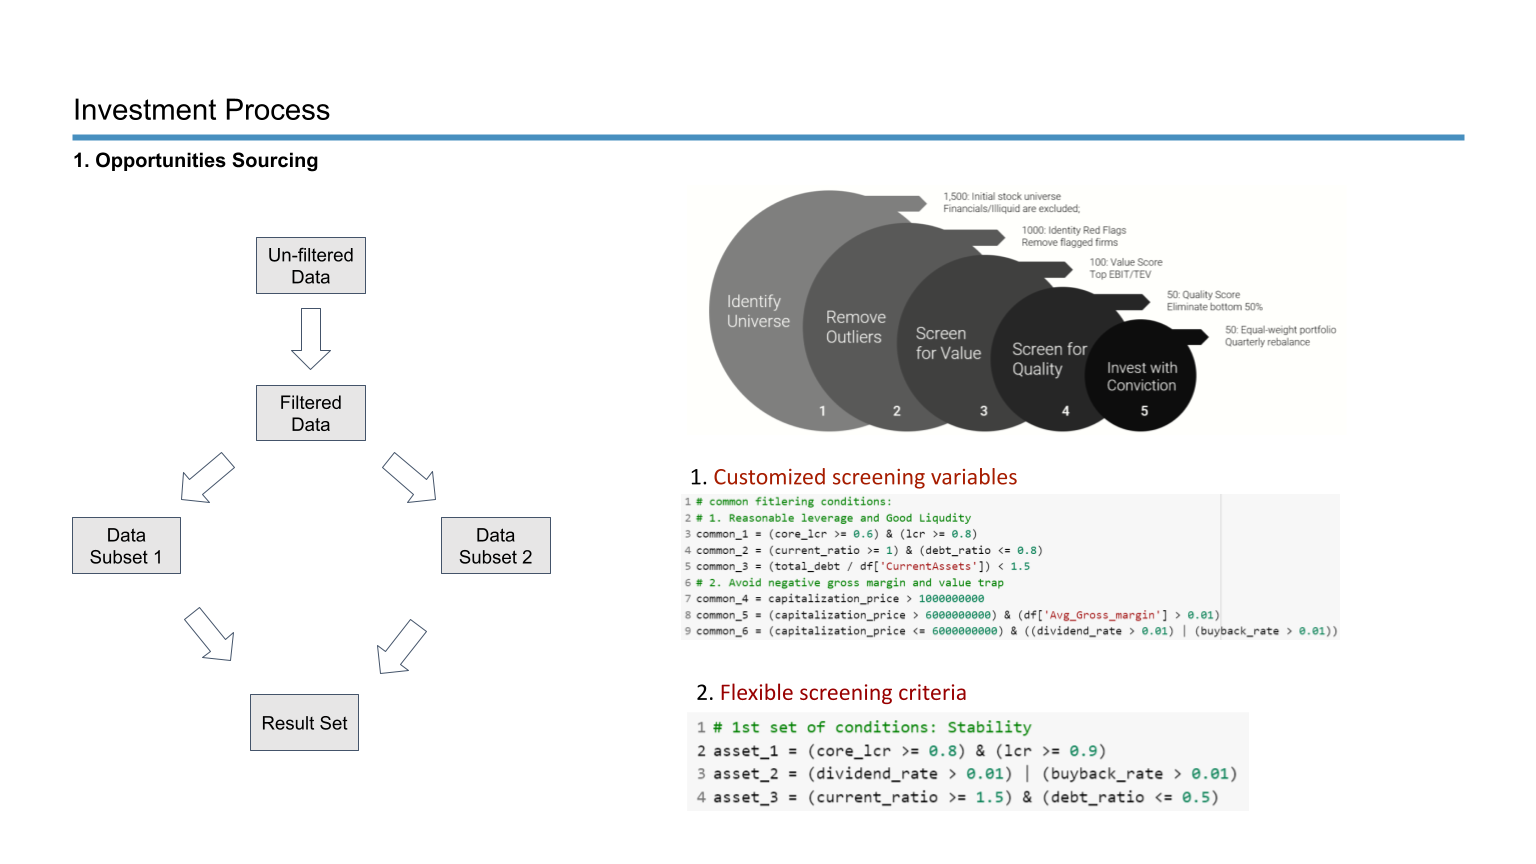 Investment Process
1. Opportunities Sourcing
Un-filtered
Data
Filtered
Data
Data
Subset 1
Data
Subset 2
Result Set
1,500: Initial stock universe
Financials/Illiquid are excluded;
1000: Identity Red Flags
Remove flagged firms
100: Value Score
Top EBIT/TEV
50: Quality Score
Eliminate bottom 50%
50: Equal-weight portfolio
Quarterly rebalance
Identify
Universe
1
Remove
Outliers
2
Screen
for Value
3
Screen for
Quality
4
Invest with
Conviction
5
1. Customized screening variables
1 # common fitlering conditions:
2 # 1. Reasonable leverage and Good Liqudity
3 common_1 = (core_lcr >= 0.6) & (lcr >= 0.8)
4 common_2 = (current_ratio >= 1) & (debt_ratio <= 0.8)
5 common_3 = (total_debt / df['CurrentAssets']) < 1.5
6 # 2. Avoid negative gross margin and value trap
7 common_4 = capitalization_price > 1000000000
8 common_5 = (capitalization_price > 6000000000) & (df['Avg_Gross_margin'] > 0.01)
9 common_6 = (capitalization_price <= 6000000000) & ((dividend_rate > 0.01) | (buyback_rate > 0.01))
2. Flexible screening criteria
1 # 1st set of conditions: Stability
2 asset_1 = (core_lcr >= 0.8) & (lcr >= 0.9)
3 asset_2 = (dividend_rate > 0.01) | (buyback_rate > 0.01)
4 asset_3 = (current_ratio >= 1.5) & (debt_ratio <= 0.5)